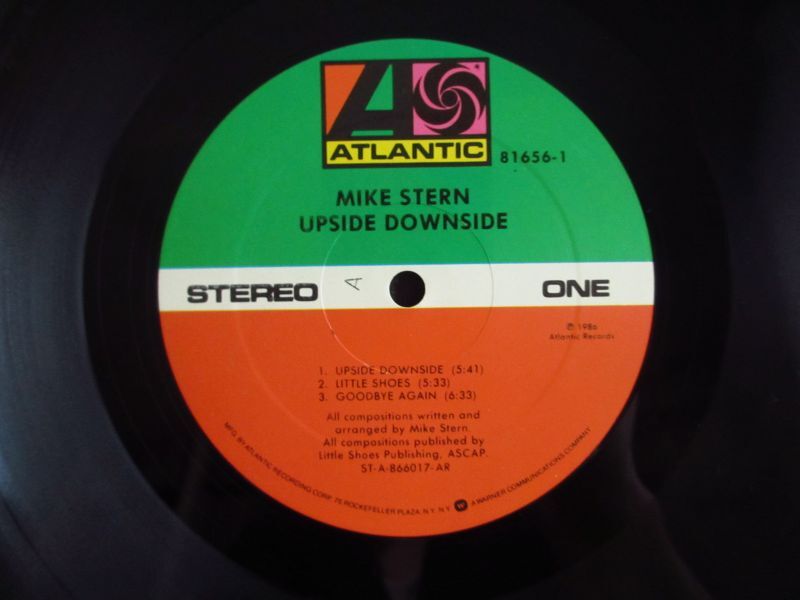 ATLANTIC
81656-1
MIKE STERN
UPSIDE DOWNSIDE
STEREO
A
ONE
℗ 1986
Atlantic Records
1. UPSIDE DOWNSIDE (5:41)
2. LITTLE SHOES (5:33)
3. GOODBYE AGAIN (6:33)
All compositions written and
arranged by Mike Stern.
All compositions published by
Little Shoes Publishing, ASCAP.
ST-A-866017-AR
MFG. BY ATLANTIC RECORDING CORP. 75 ROCKEFELLER PLAZA, N.Y. N.Y. W A WARNER COMMUNICATIONS COMPANY